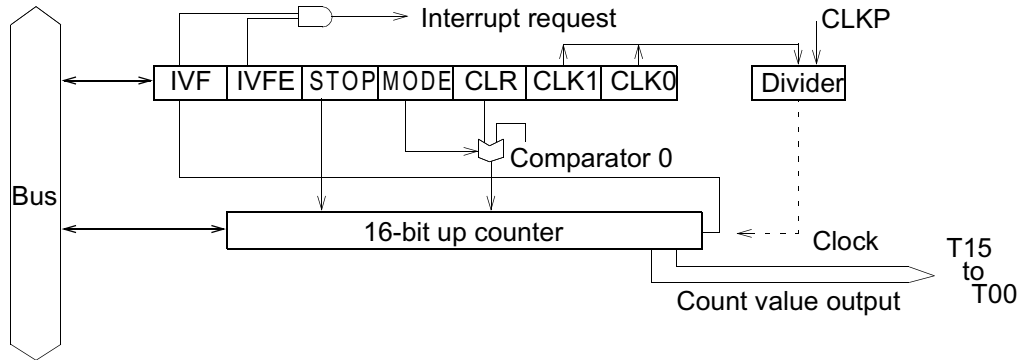 Interrupt request
CLKP
IVF IVFE STOP MODE CLR CLK1 CLK0 Divider
Comparator 0
Bus
16-bit up counter
Clock
T15
to
T00
Count value output